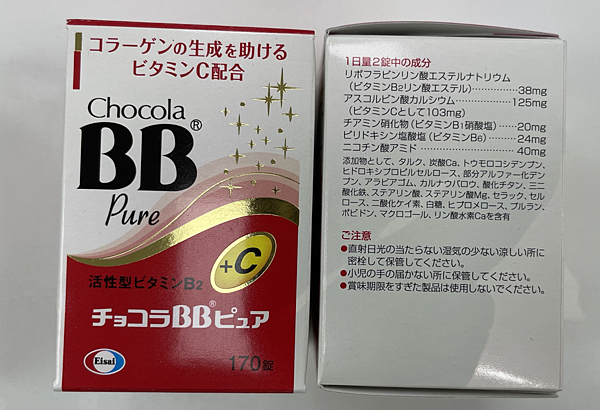 コラーゲンの生成を助ける
ビタミンC配合
Chocola
BB®
Pure
+C
活性型ビタミンB2
チョコラBB®ピュア
Eisai
170錠
1日量2錠中の成分
リボフラビンリン酸エステルナトリウム
(ビタミンB2リン酸エステル)……………38mg
アスコルビン酸カルシウム……………125mg
(ビタミンCとして103mg)
チアミン硝化物(ビタミンB1硝酸塩)……20mg
ピリドキシン塩酸塩(ビタミンB6)………24mg
ニコチン酸アミド……………………………40mg
添加物として、タルク、炭酸Ca、トウモロコシデンプン、
ヒドロキシプロピルセルロース、部分アルファー化デン
プン、アラビアゴム、カルナウバロウ、酸化チタン、三二
酸化鉄、ステアリン酸、ステアリン酸Mg、セラック、セル
ロース、二酸化ケイ素、白糖、ヒプロメロース、プルラン、
ポビドン、マクロゴール、リン酸水素Caを含有
ご注意
●直射日光の当たらない湿気の少ない涼しい所に
密栓して保管してください。
●小児の手の届かない所に保管してください。
●賞味期限をすぎた製品は使用しないでください。